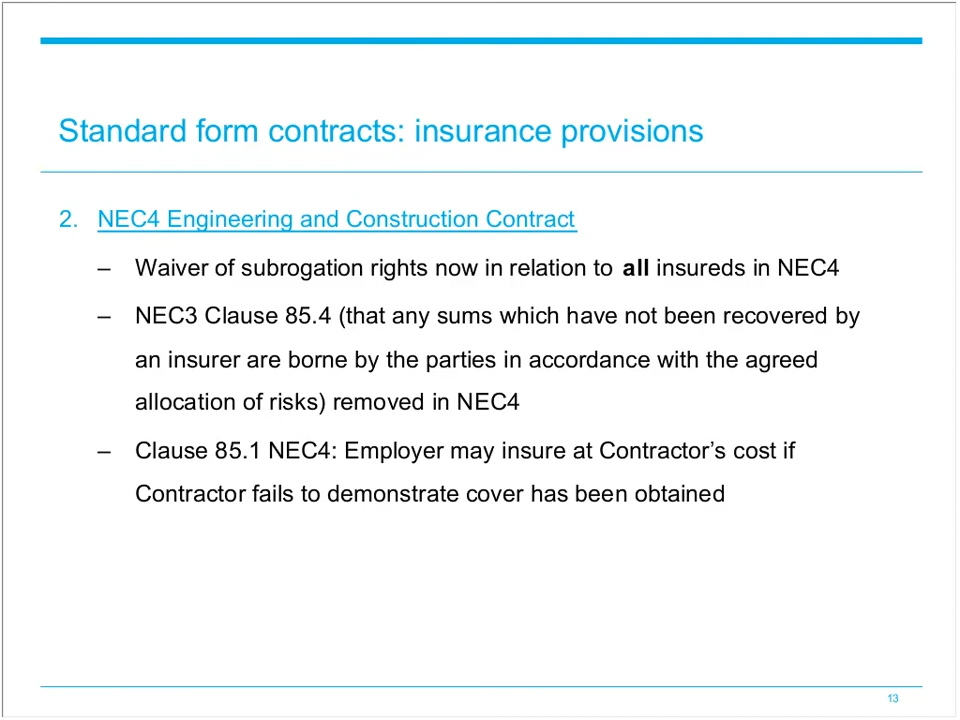 Standard form contracts: insurance provisions
2. NEC4 Engineering and Construction Contract
– Waiver of subrogation rights now in relation to all insureds in NEC4
– NEC3 Clause 85.4 (that any sums which have not been recovered by
an insurer are borne by the parties in accordance with the agreed
allocation of risks) removed in NEC4
– Clause 85.1 NEC4: Employer may insure at Contractor’s cost if
Contractor fails to demonstrate cover has been obtained
13